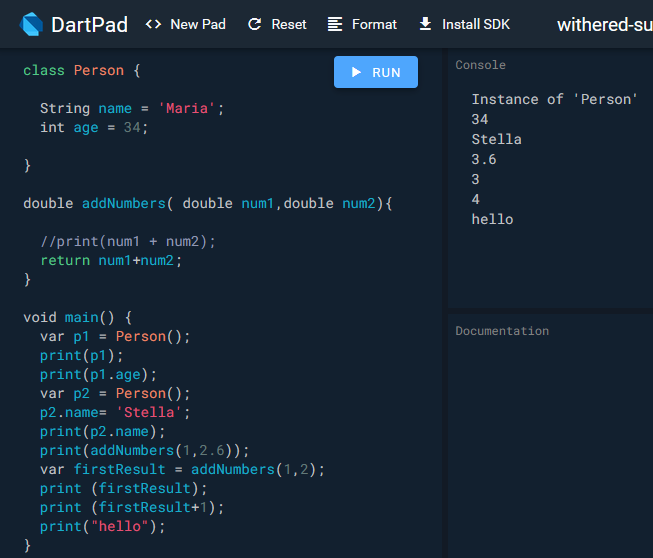 DartPad <> New Pad Reset Format Install SDK withered-su
class Person {
RUN
String name = 'Maria';
int age = 34;
}
double addNumbers( double num1,double num2){
//print(num1 + num2);
return num1+num2;
}
void main() {
var p1 = Person();
print(p1);
print(p1.age);
var p2 = Person();
p2.name= 'Stella';
print(p2.name);
print(addNumbers(1,2.6));
var firstResult = addNumbers(1,2);
print (firstResult);
print (firstResult+1);
print("hello");
}
Console
Instance of 'Person'
34
Stella
3.6
3
4
hello
Documentation